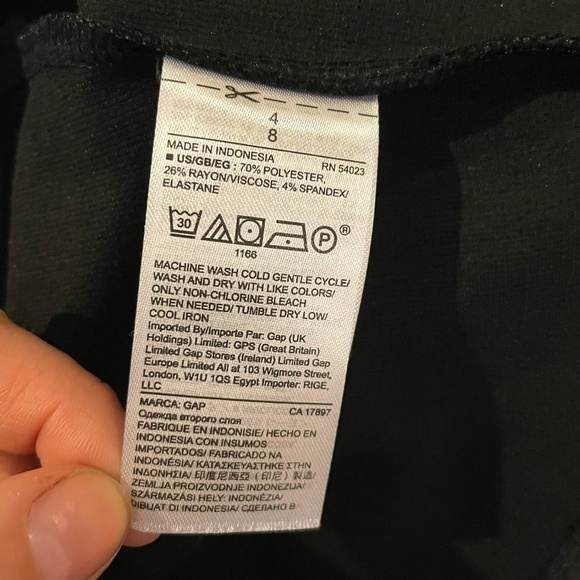 4
8
MADE IN INDONESIA RN 54023
■ US/GB/EG : 70% POLYESTER,
26% RAYON/VISCOSE, 4% SPANDEX/
ELASTANE
30 P ®
1166
MACHINE WASH COLD GENTLE CYCLE/
WASH AND DRY WITH LIKE COLORS/
ONLY NON-CHLORINE BLEACH
WHEN NEEDED/ TUMBLE DRY LOW/
COOL IRON
Imported By/Importe Par: Gap (UK
Holdings) Limited: GPS (Great Britain)
Limited Gap Stores (Ireland) Limited Gap
Europe Limited All at 103 Wigmore Street,
London, W1U 1QS Egypt Importer: RIGE,
LLC
MARCA: GAP CA 17897
Одежда второго слоя
FABRIQUE EN INDONISIE/ HECHO EN
INDONESIA CON INSUMOS
IMPORTADOS/ FABRICADO NA
INDONÉSIA/ ΚΑΤΑΣΚΕΥΑΣΤΗΚΕ ΣΤΗΝ
ΙΝΔΟΝΗΣΙΑ/ 印度尼西亞 (印尼) 製造/
ZEMLJA PROIZVODNJE INDONEZIJA/
SZÁRMAZÁSI HELY: INDONÉZIA/
DIBUAT DI INDONESIA/ СДЕЛАНО В